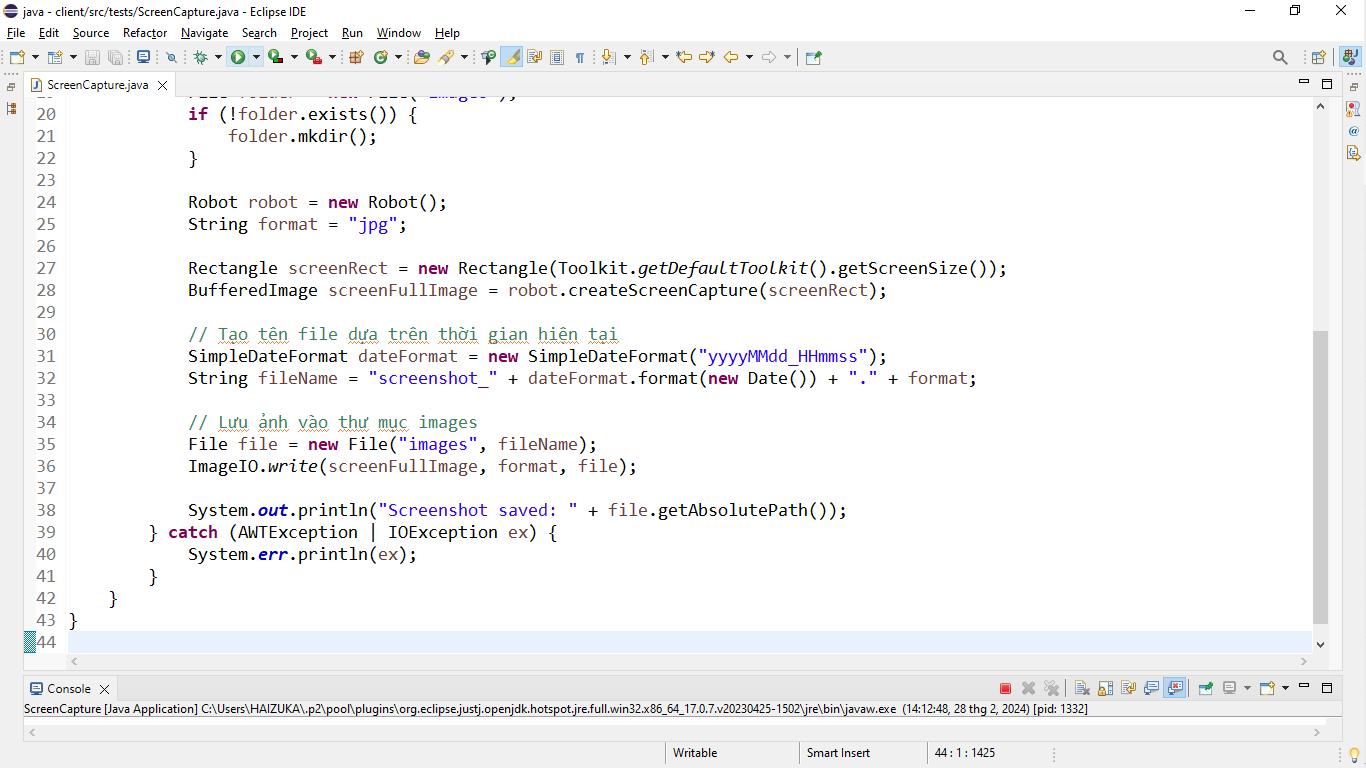 java - client/src/tests/ScreenCapture.java - Eclipse IDE
File Edit Source Refactor Navigate Search Project Run Window Help
ScreenCapture.java
20 if (!folder.exists()) {
21 folder.mkdir();
22 }
23
24 Robot robot = new Robot();
25 String format = "jpg";
26
27 Rectangle screenRect = new Rectangle(Toolkit.getDefaultToolkit().getScreenSize());
28 BufferedImage screenFullImage = robot.createScreenCapture(screenRect);
29
30 // Tạo tên file dựa trên thời gian hiện tại
31 SimpleDateFormat dateFormat = new SimpleDateFormat("yyyyMMdd_HHmmss");
32 String fileName = "screenshot_" + dateFormat.format(new Date()) + "." + format;
33
34 // Lưu ảnh vào thư mục images
35 File file = new File("images", fileName);
36 ImageIO.write(screenFullImage, format, file);
37
38 System.out.println("Screenshot saved: " + file.getAbsolutePath());
39 } catch (AWTException | IOException ex) {
40 System.err.println(ex);
41 }
42 }
43 }
44
Console
ScreenCapture [Java Application] C:\Users\HAIZUKA\.p2\pool\plugins\org.eclipse.justj.openjdk.hotspot.jre.full.win32.x86_64_17.0.7.v20230425-1502\jre\bin\javaw.exe (14:12:48, 28 thg 2, 2024) [pid: 1332]
Writable Smart Insert 44 : 1 : 1425